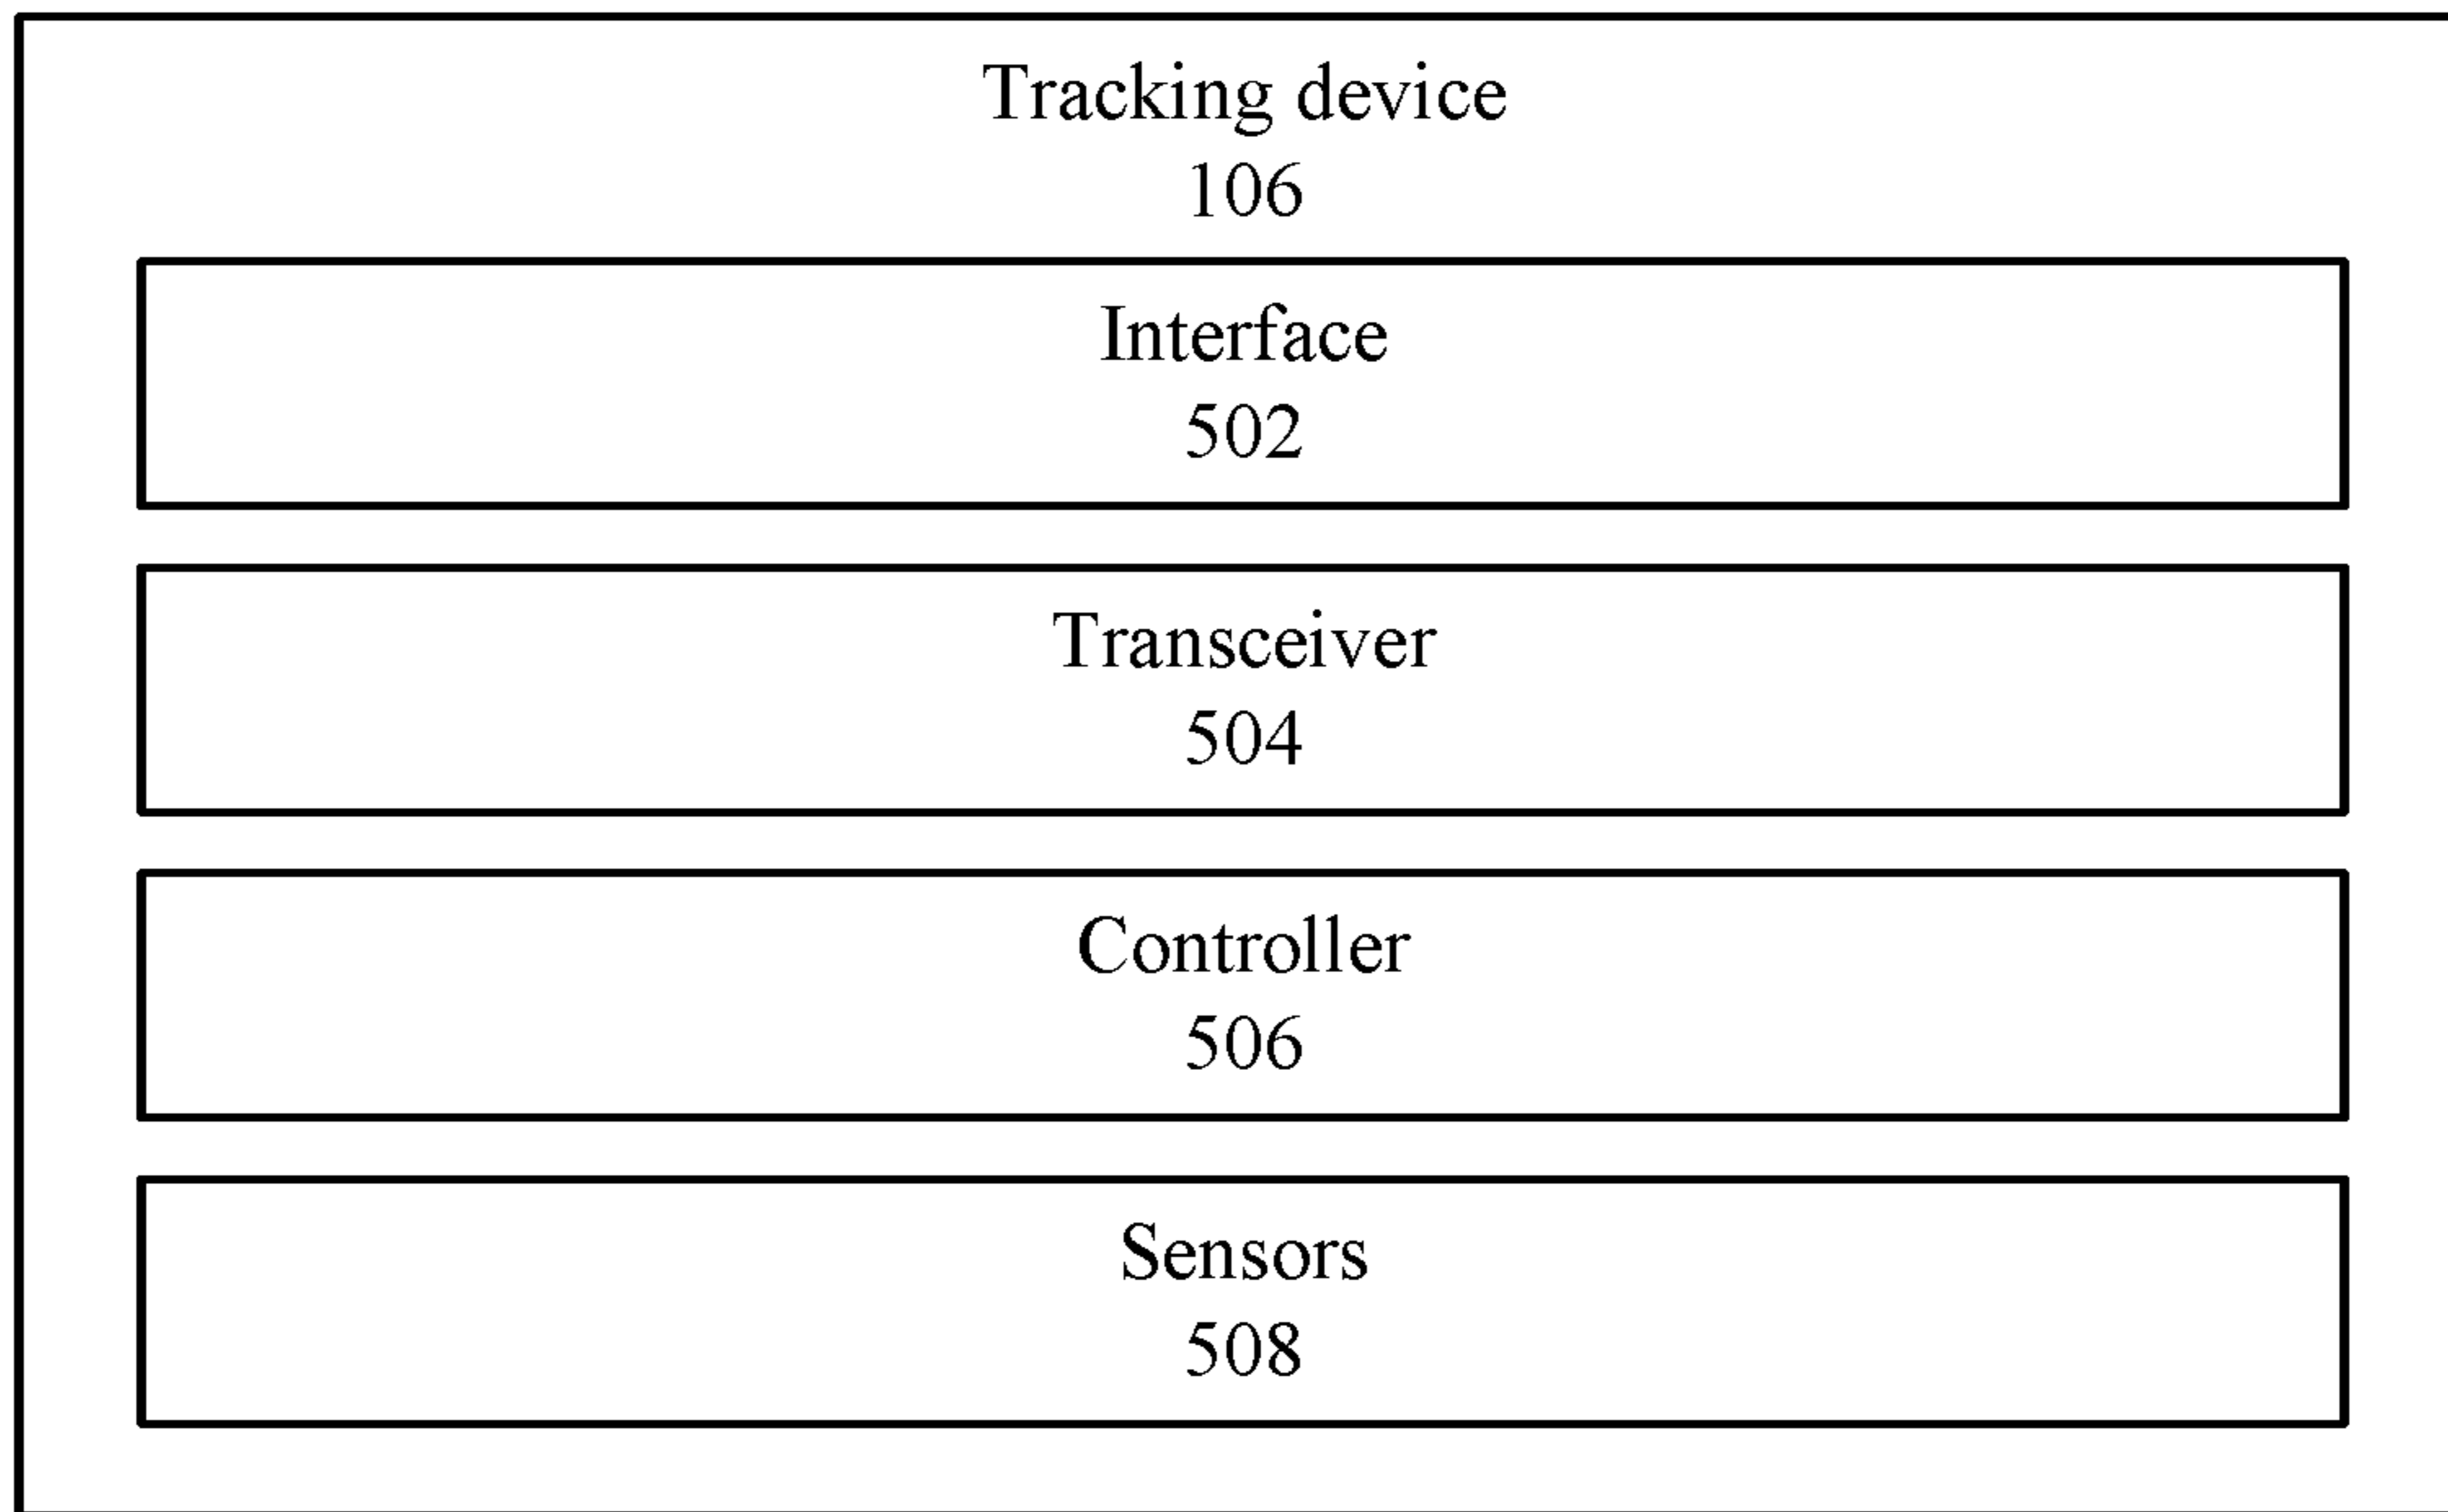 Tracking device
106
Interface
502
Transceiver
504
Controller
506
Sensors
508